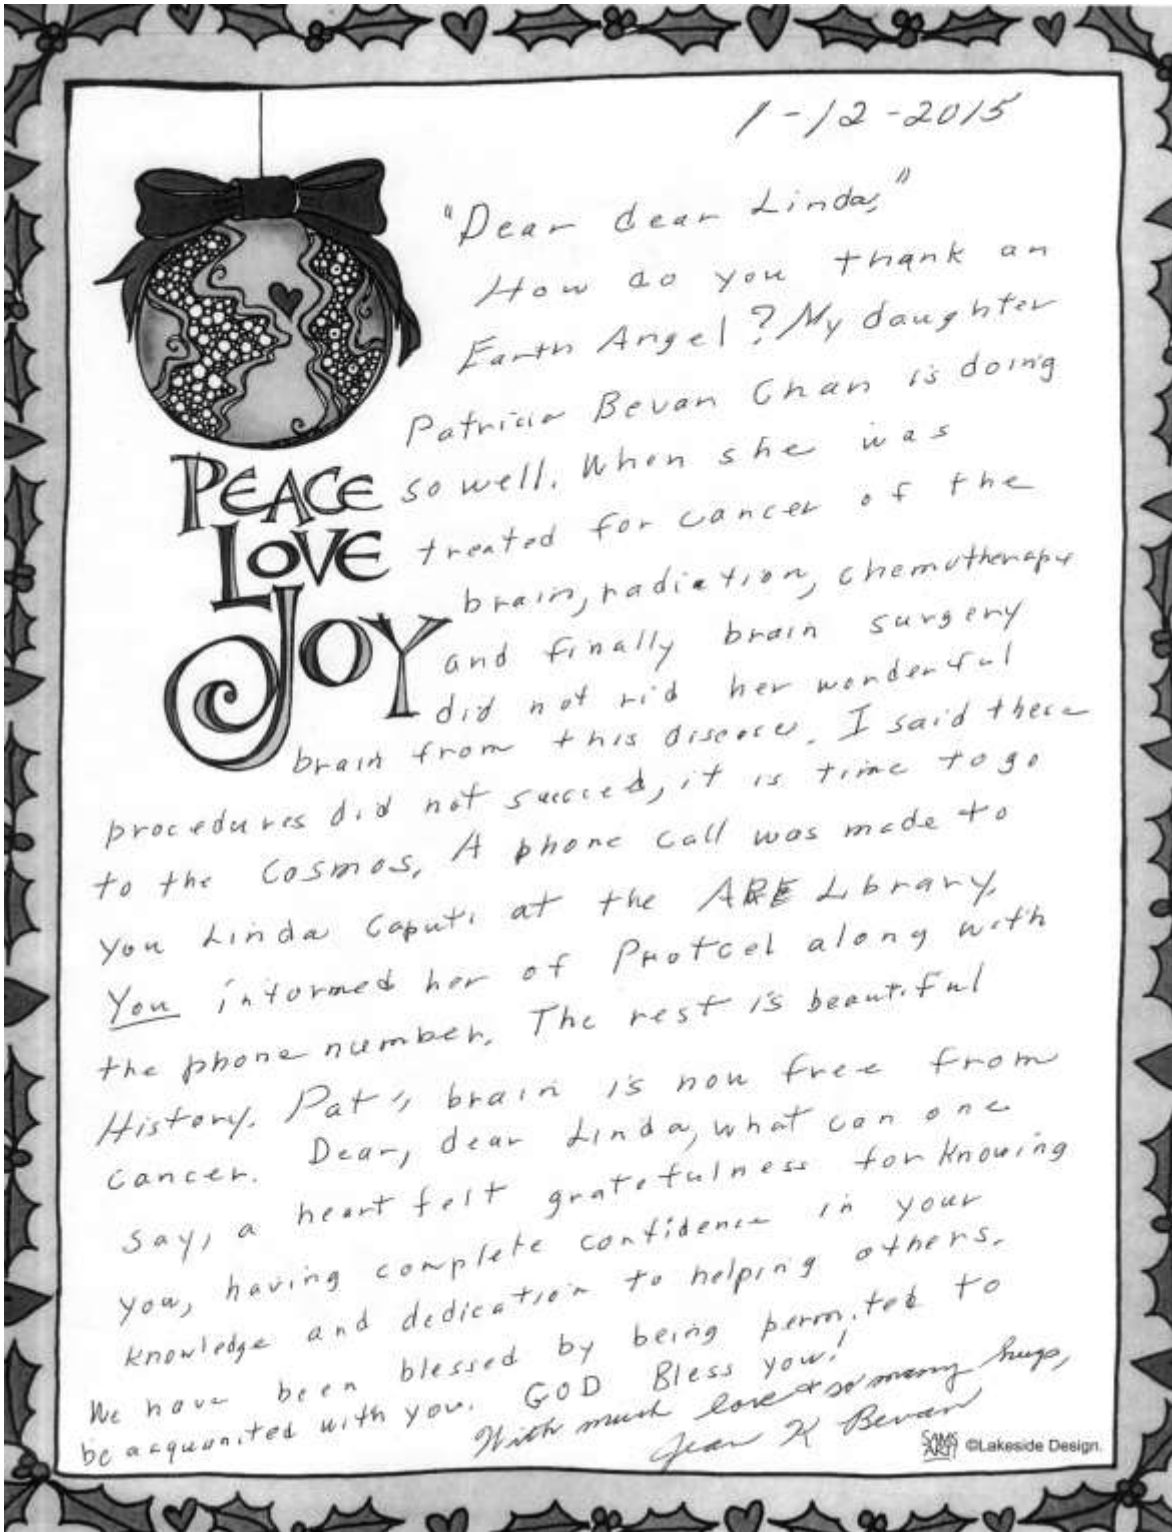 1-12-2015
"Dear dear Linda,"
How do you thank an
Earth Angel? My daughter
Patricia Bevan Chan is doing
so well. When she was
treated for cancer of the
brain, radiation, chemotherapy
and finally brain surgery
did not rid her wonderful
brain from this disease. I said these
procedures did not succeed, it is time to go
to the Cosmos. A phone call was made to
you Linda Caputi at the ARE Library.
You informed her of Protcel along with
the phone number. The rest is beautiful
History. Pat's brain is now free from
cancer. Dear, dear Linda, what can one
say, a heart felt gratefulness for knowing
you, having complete confidence in your
knowledge and dedication to helping others.
We have been blessed by being permited to
be acquanited with you. GOD Bless you!
With much love & so many hugs,
Jean K Bevan
PEACE
LOVE
JOY
SAMS
ART
©Lakeside Design.